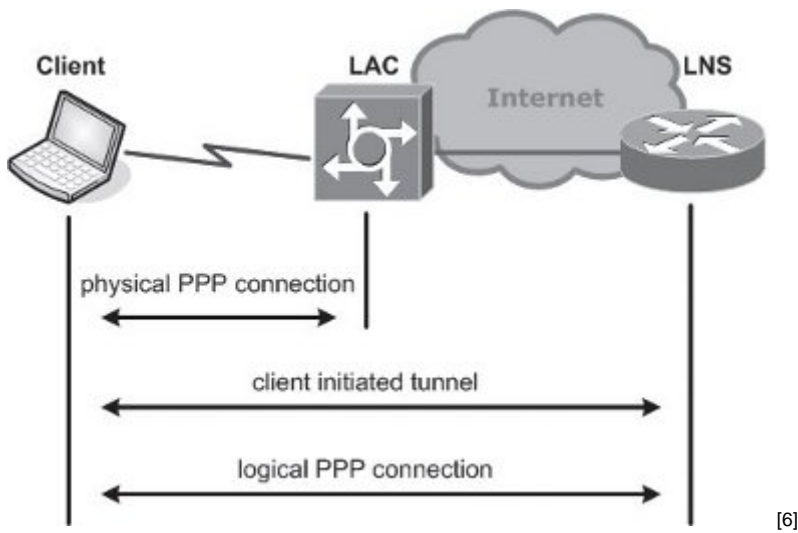 Client
LAC
LNS
Internet
physical PPP connection
client initiated tunnel
logical PPP connection
[6]